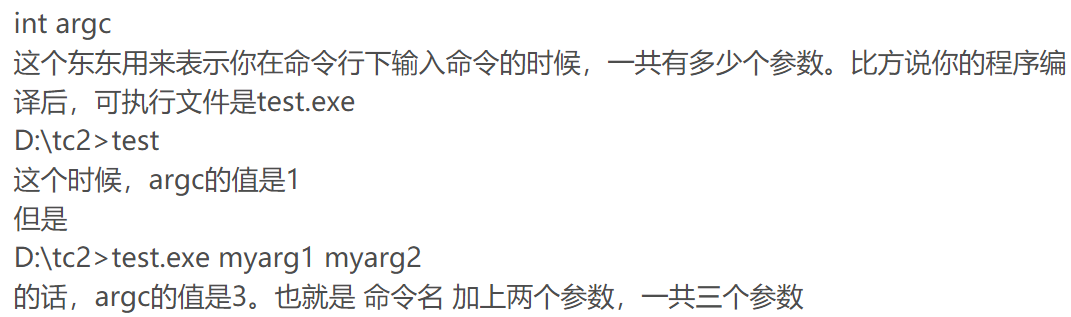 int argc
这个东东用来表示你在命令行下输入命令的时候，一共有多少个参数。比方说你的程序编
译后，可执行文件是test.exe
D:\tc2>test
这个时候，argc的值是1
但是
D:\tc2>test.exe myarg1 myarg2
的话，argc的值是3。也就是 命令名 加上两个参数，一共三个参数